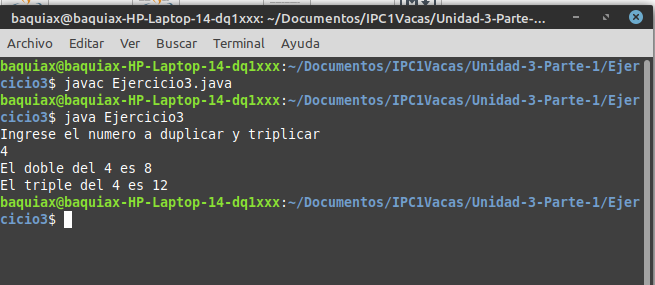 baquiax@baquiax-HP-Laptop-14-dq1xxx: ~/Documentos/IPC1Vacas/Unidad-3-Parte-...
Archivo Editar Ver Buscar Terminal Ayuda
baquiax@baquiax-HP-Laptop-14-dq1xxx:~/Documentos/IPC1Vacas/Unidad-3-Parte-1/Ejer
cicio3$ javac Ejercicio3.java
baquiax@baquiax-HP-Laptop-14-dq1xxx:~/Documentos/IPC1Vacas/Unidad-3-Parte-1/Ejer
cicio3$ java Ejercicio3
Ingrese el numero a duplicar y triplicar
4
El doble del 4 es 8
El triple del 4 es 12
baquiax@baquiax-HP-Laptop-14-dq1xxx:~/Documentos/IPC1Vacas/Unidad-3-Parte-1/Ejer
cicio3$